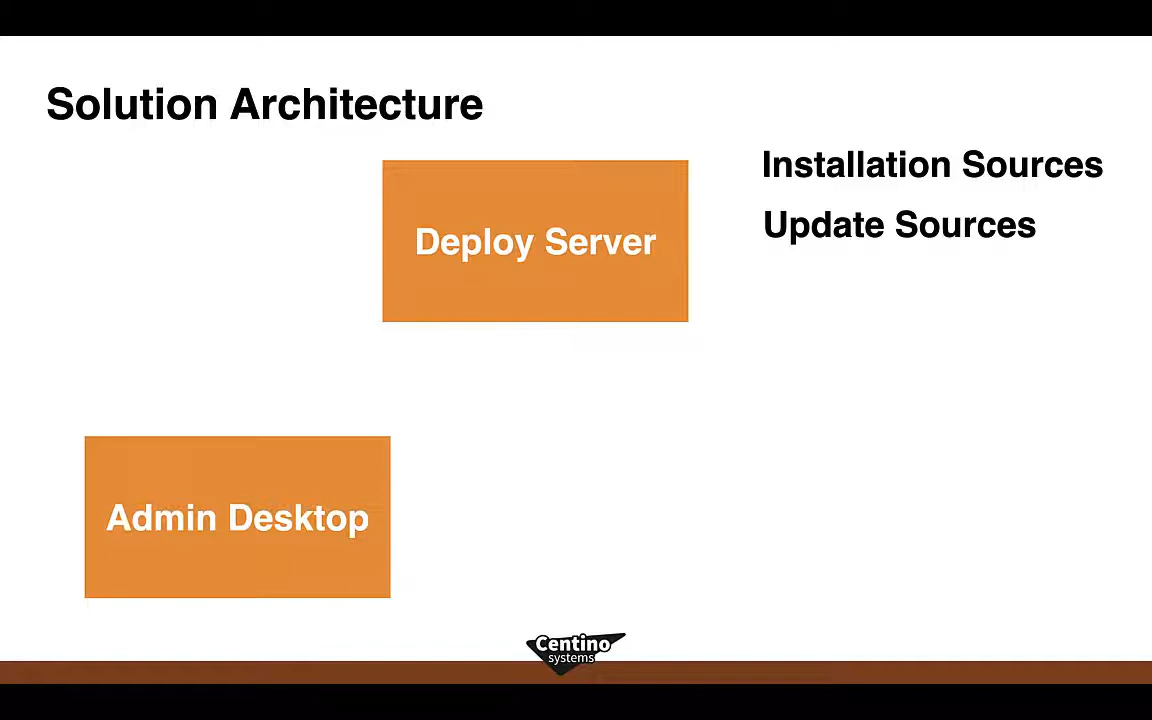 Solution Architecture
Installation Sources
Deploy Server
Update Sources
Admin Desktop
Centino
systems